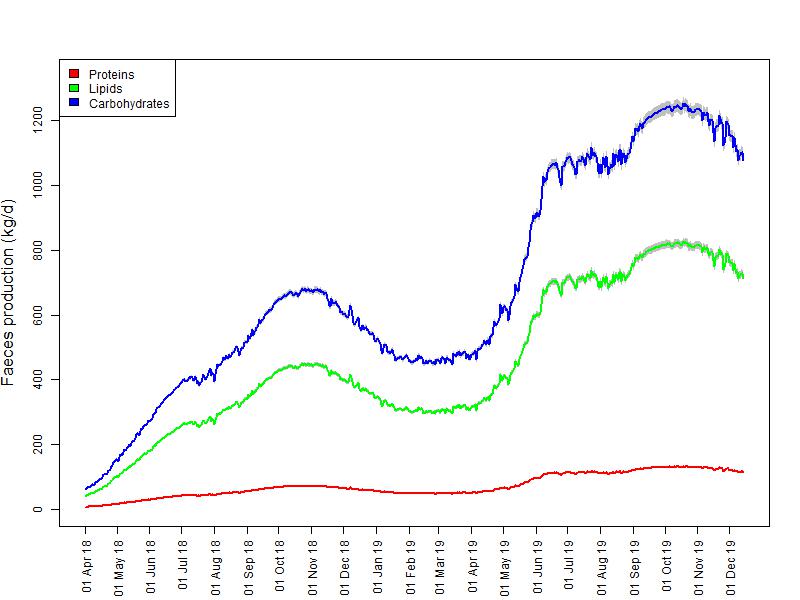 Proteins
Lipids
Carbohydrates
Faeces production (kg/d)
1200
1000
800
600
400
200
0
01 Apr 18
01 May 18
01 Jun 18
01 Jul 18
01 Aug 18
01 Sep 18
01 Oct 18
01 Nov 18
01 Dec 18
01 Jan 19
01 Feb 19
01 Mar 19
01 Apr 19
01 May 19
01 Jun 19
01 Jul 19
01 Aug 19
01 Sep 19
01 Oct 19
01 Nov 19
01 Dec 19